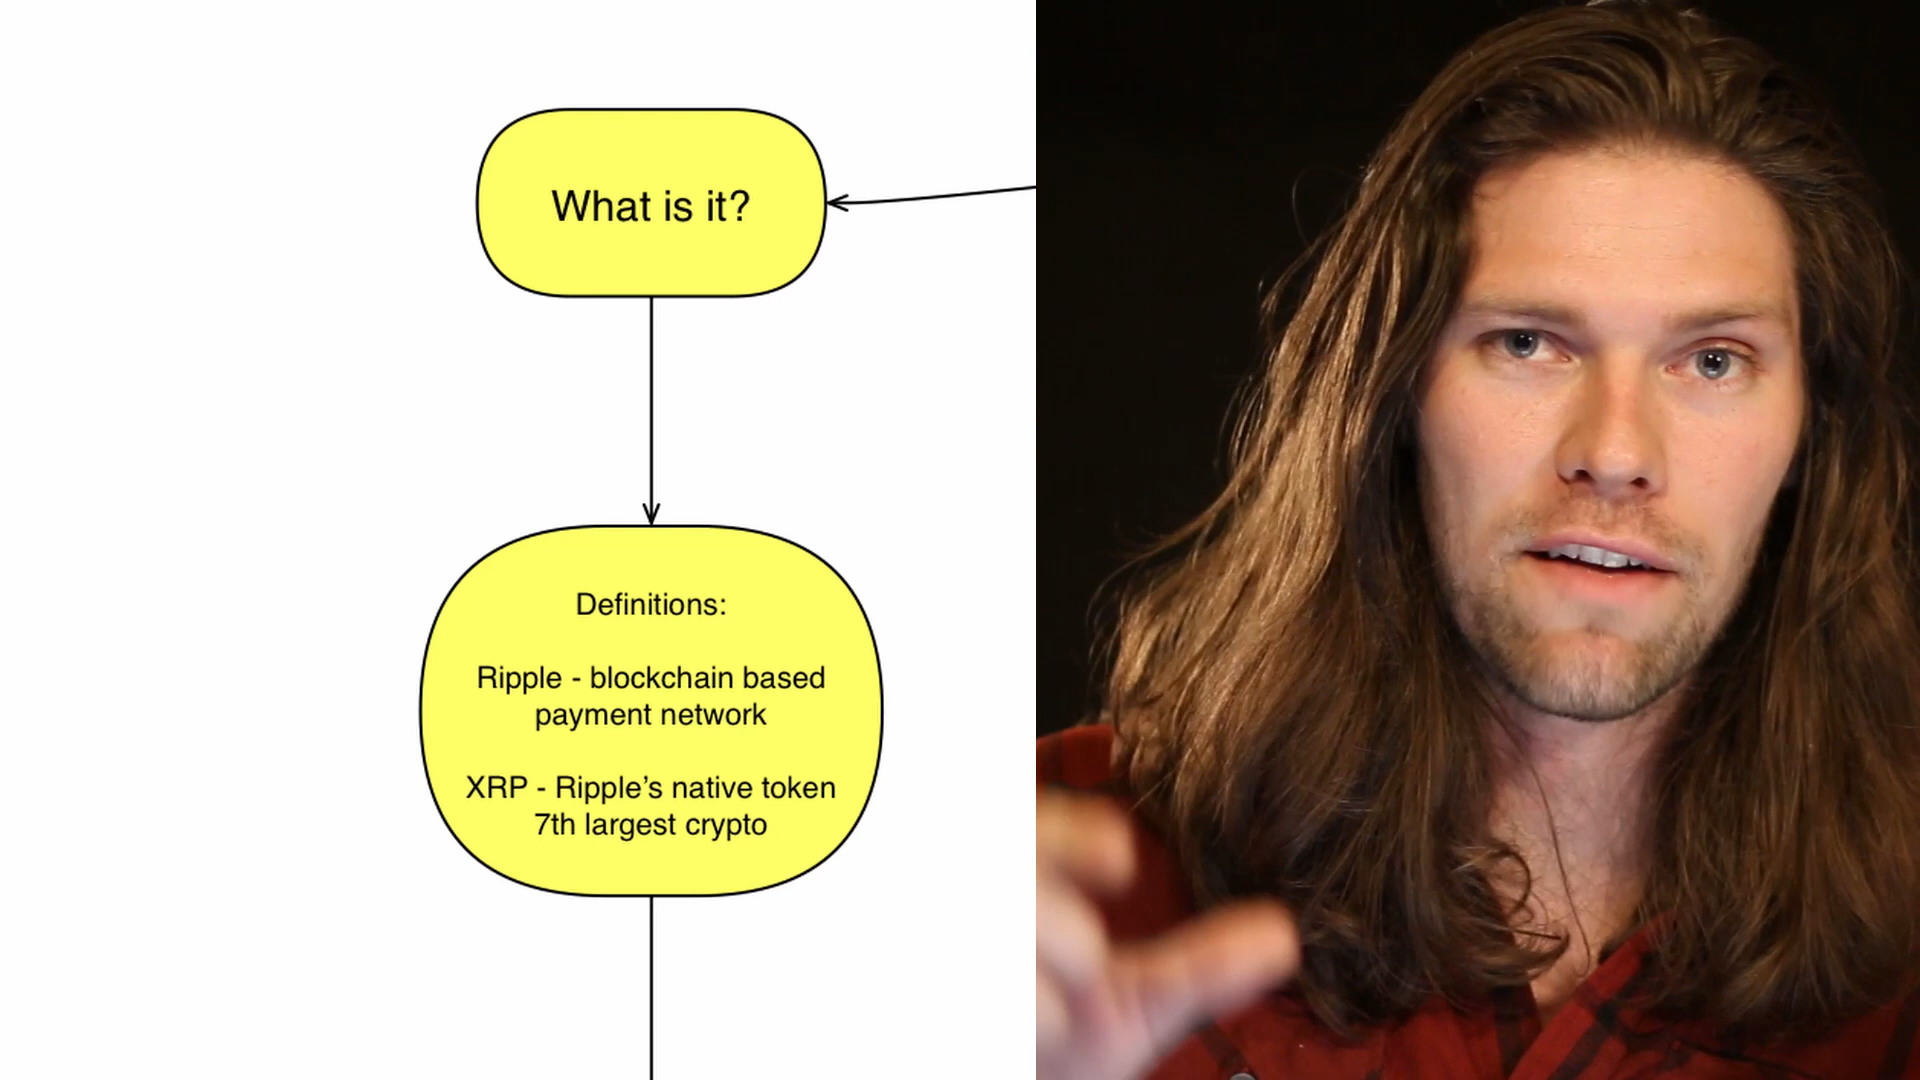 What is it?
Definitions:
Ripple - blockchain based
payment network
XRP - Ripple’s native token
7th largest crypto